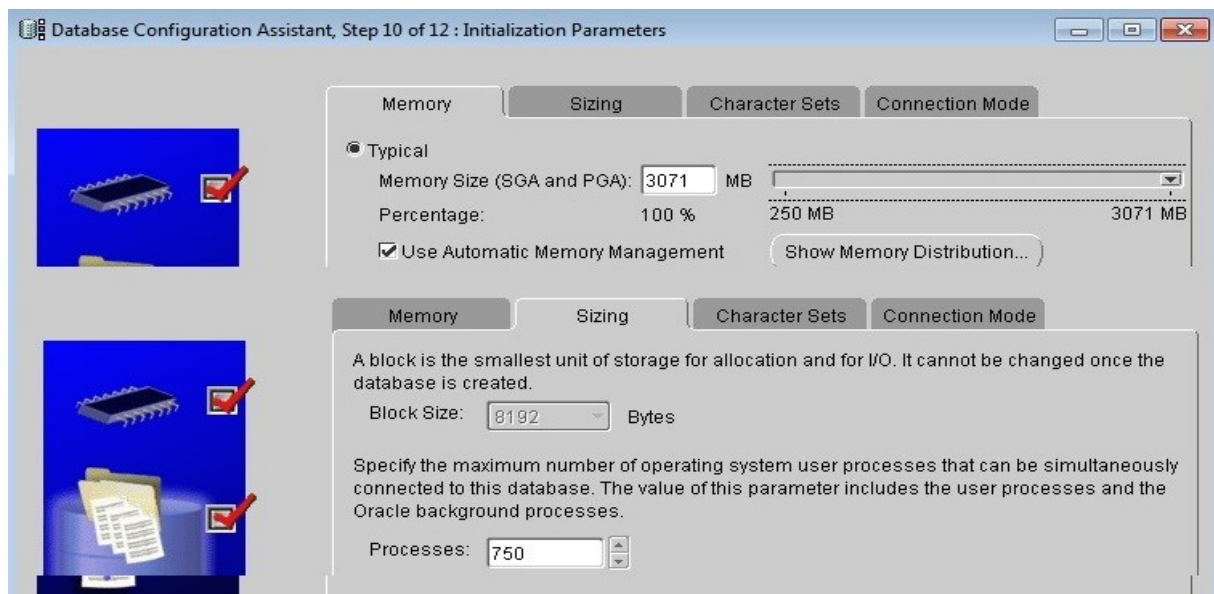 Database Configuration Assistant, Step 10 of 12 : Initialization Parameters
Memory Sizing Character Sets Connection Mode
Typical
Memory Size (SGA and PGA): 3071 MB
Percentage: 100 % 250 MB 3071 MB
Use Automatic Memory Management Show Memory Distribution...
Memory Sizing Character Sets Connection Mode
A block is the smallest unit of storage for allocation and for I/O. It cannot be changed once the
database is created.
Block Size: 8192 Bytes
Specify the maximum number of operating system user processes that can be simultaneously
connected to this database. The value of this parameter includes the user processes and the
Oracle background processes.
Processes: 750